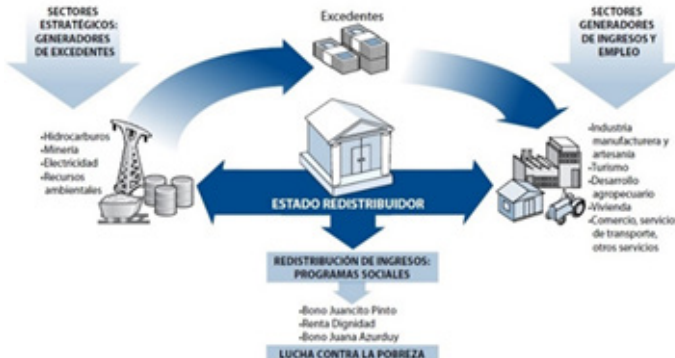 SECTORES
ESTRATÉGICOS:
GENERADORES
DE EXCEDENTES
Excedentes
SECTORES
GENERADORES
DE INGRESOS Y
EMPLEO
•Hidrocarburos
•Minería
•Electricidad
•Recursos
ambientales
•Industria
manufacturera y
artesanía
•Turismo
•Desarrollo
agropecuario
•Vivienda
•Comercio, servicio
de transporte,
otros servicios
ESTADO REDISTRIBUIDOR
REDISTRIBUCIÓN DE INGRESOS:
PROGRAMAS SOCIALES
•Bono Juancito Pinto
•Renta Dignidad
•Bono Juana Azurduy
LUCHA CONTRA LA POBREZA